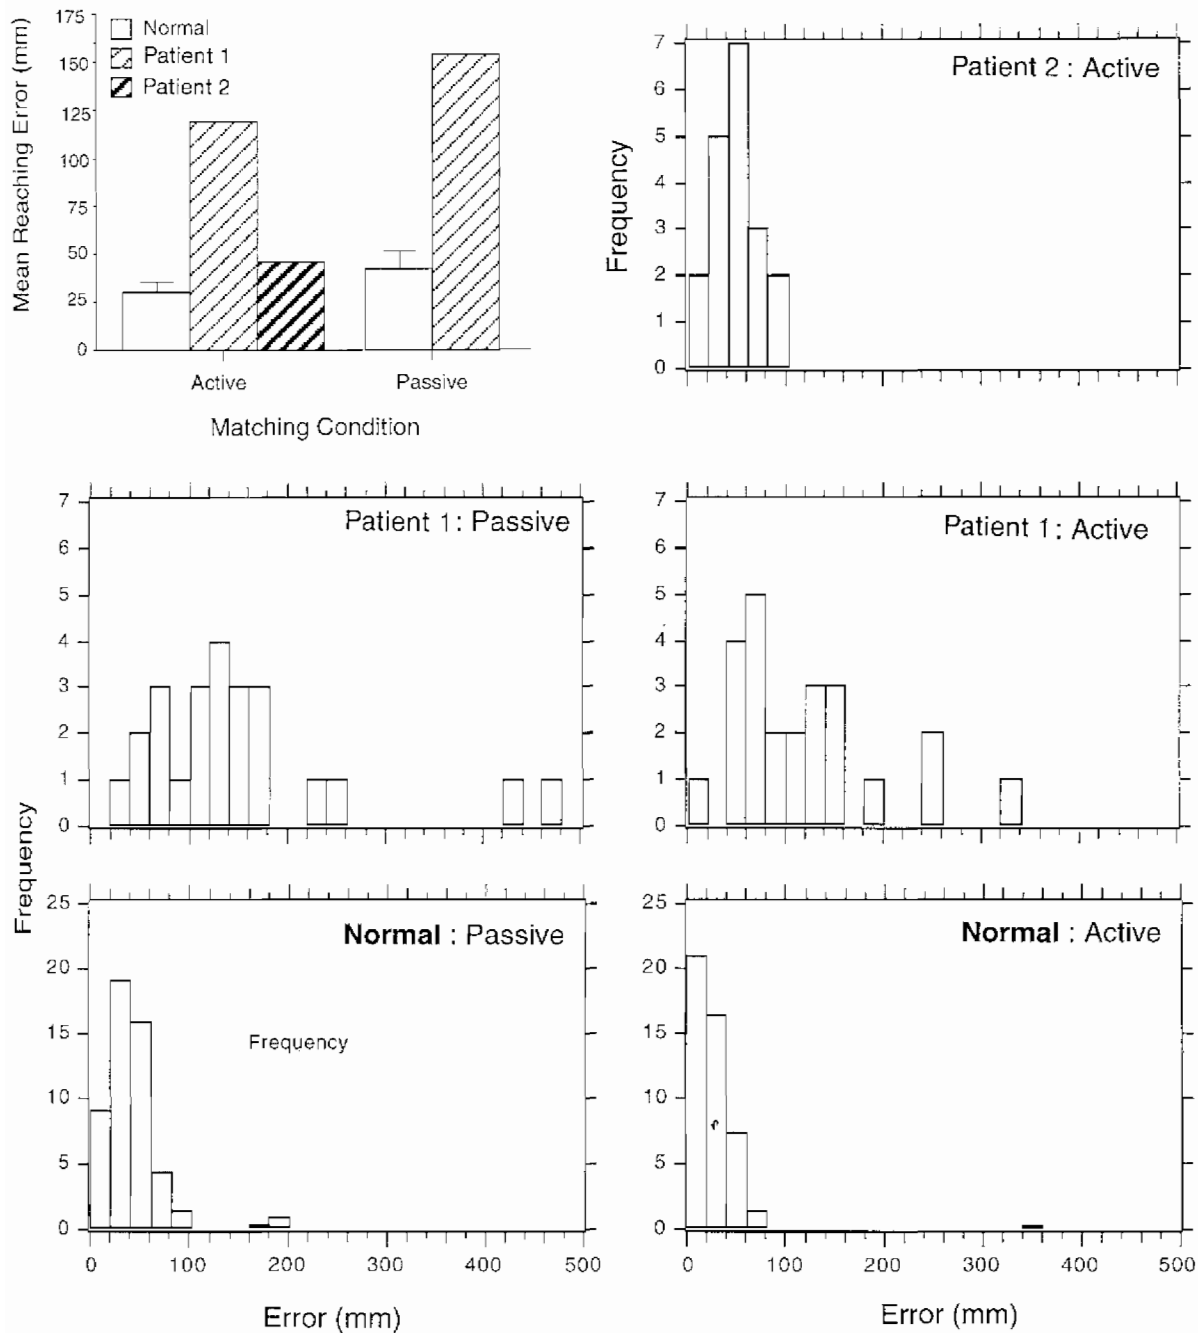 Mean Reaching Error (mm)
175
150
125
100
75
50
25
0
Normal
Patient 1
Patient 2
Active
Passive
Matching Condition
Patient 2 : Active
Frequency
7
6
5
4
3
2
1
0
Patient 1: Passive
7
6
5
4
3
2
1
0
Patient 1: Active
7
6
5
4
3
2
1
0
Frequency
Normal : Passive
25
20
15
10
5
0
Frequency
0 100 200 300 400 500
Error (mm)
Normal : Active
25
20
15
10
5
0
0 100 200 300 400 500
Error (mm)